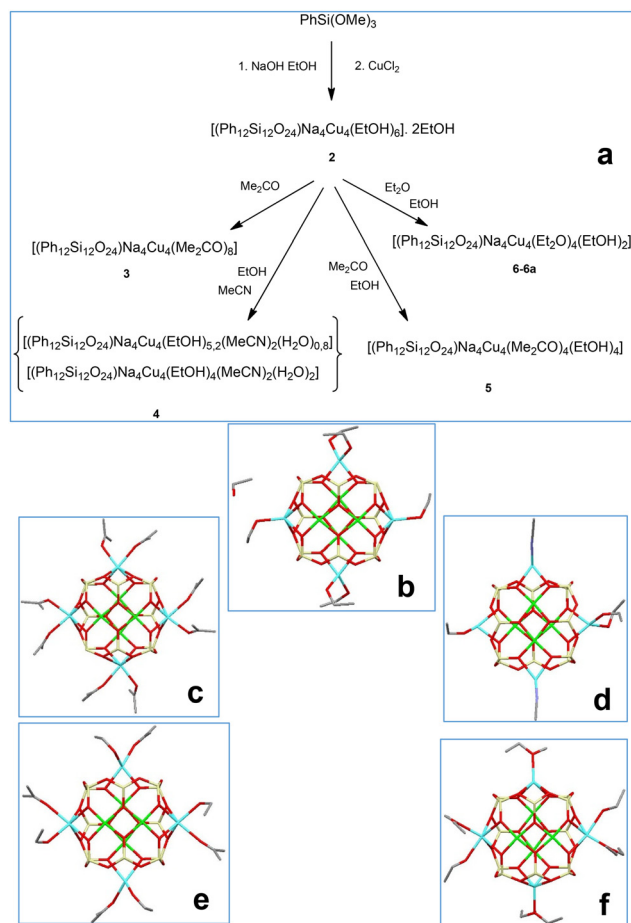 PhSi(OMe)₃
1. NaOH EtOH 2. CuCl₂
[(Ph₁₂Si₁₂O₂₄)Na₄Cu₄(EtOH)₆]. 2EtOH
a
2
Me₂CO
Et₂O
EtOH
[(Ph₁₂Si₁₂O₂₄)Na₄Cu₄(Me₂CO)₈]
[(Ph₁₂Si₁₂O₂₄)Na₄Cu₄(Et₂O)₄(EtOH)₂]
3
6-6a
EtOH
MeCN
Me₂CO
EtOH
[(Ph₁₂Si₁₂O₂₄)Na₄Cu₄(EtOH)₅,₂(MeCN)₂(H₂O)₀,₈]
[(Ph₁₂Si₁₂O₂₄)Na₄Cu₄(EtOH)₄(MeCN)₂(H₂O)₂]
4
[(Ph₁₂Si₁₂O₂₄)Na₄Cu₄(Me₂CO)₄(EtOH)₄]
5
b
c
d
e
f